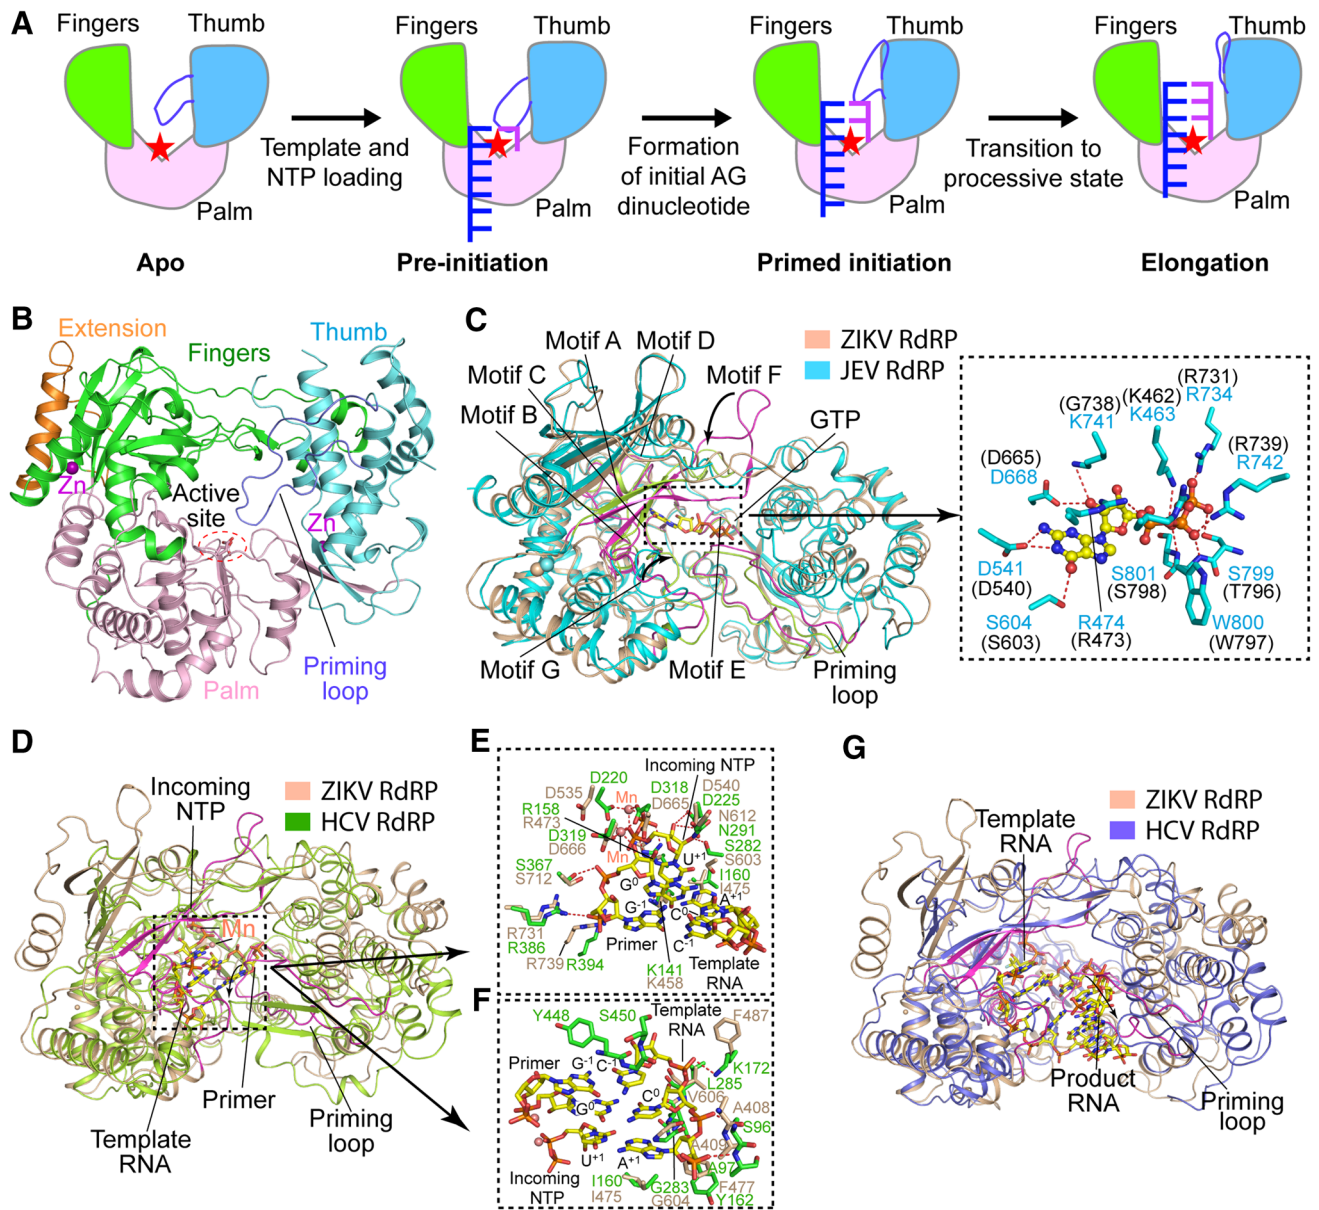 A
Fingers
Thumb
Palm
Apo
Template and
NTP loading
Fingers
Thumb
Palm
Pre-initiation
Formation
of initial AG
dinucleotide
Fingers
Thumb
Palm
Primed initiation
Transition to
processive state
Fingers
Thumb
Palm
Elongation
B
Extension
Fingers
Thumb
Zn
Active
site
Zn
Priming
loop
Palm
C
Motif A
Motif D
Motif C
Motif F
Motif B
ZIKV RdRP
JEV RdRP
GTP
Motif G
Motif E
Priming
loop
(R731)
R734
(K462)
K463
(G738)
K741
(R739)
R742
(D665)
D668
D541
(D540)
S801
(S798)
S799
(T796)
S604
(S603)
R474
(R473)
W800
(W797)
D
Incoming
NTP
ZIKV RdRP
HCV RdRP
Mn
Primer
Priming
loop
Template
RNA
E
Incoming NTP
D220
D318
D540
D535
Mn
D665
D225
R158
N612
R473
N291
D319
S282
D666
Mn
S603
U+1
S367
I160
S712
I475
G0
A+1
G-1
C0
R731
R386
Primer
C-1
R739
R394
Template
RNA
K141
K458
F
Template
RNA
Y448
S450
F487
Primer
G-1
C-1
K172
L285
G0
C0
V606
A408
S96
A409
U+1
A+1
A97
Incoming
NTP
I160
I475
G283
G604
F477
Y162
G
ZIKV RdRP
HCV RdRP
Template
RNA
Product
RNA
Priming
loop